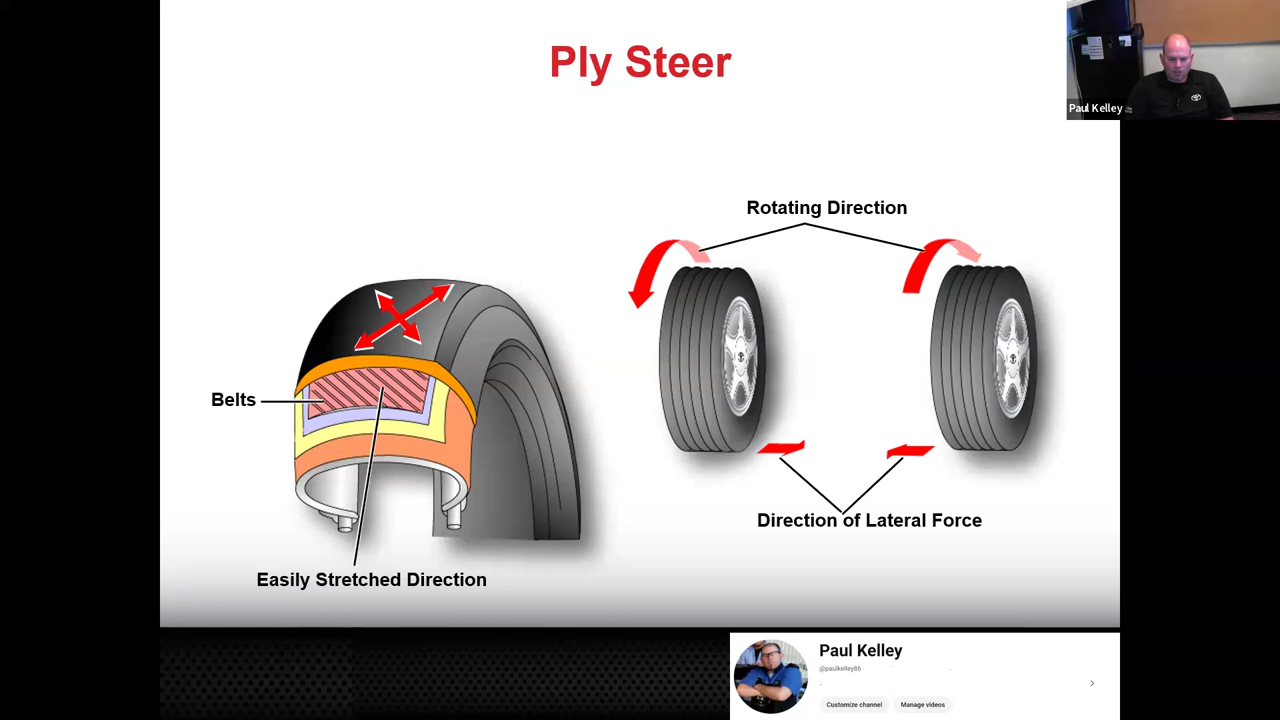 Ply Steer
Paul Kelley
Rotating Direction
Belts
Direction of Lateral Force
Easily Stretched Direction
Paul Kelley
@paulkelley86
Customize channel
Manage videos